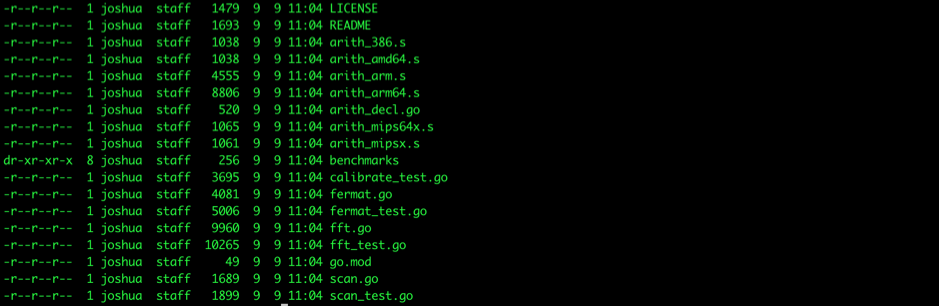 -r--r--r--  1 joshua  staff   1479  9  9 11:04 LICENSE
-r--r--r--  1 joshua  staff   1693  9  9 11:04 README
-r--r--r--  1 joshua  staff   1038  9  9 11:04 arith_386.s
-r--r--r--  1 joshua  staff   1038  9  9 11:04 arith_amd64.s
-r--r--r--  1 joshua  staff   4555  9  9 11:04 arith_arm.s
-r--r--r--  1 joshua  staff   8806  9  9 11:04 arith_arm64.s
-r--r--r--  1 joshua  staff    520  9  9 11:04 arith_decl.go
-r--r--r--  1 joshua  staff   1065  9  9 11:04 arith_mips64x.s
-r--r--r--  1 joshua  staff   1061  9  9 11:04 arith_mipsx.s
dr-xr-xr-x  8 joshua  staff    256  9  9 11:04 benchmarks
-r--r--r--  1 joshua  staff   3695  9  9 11:04 calibrate_test.go
-r--r--r--  1 joshua  staff   4081  9  9 11:04 fermat.go
-r--r--r--  1 joshua  staff   5006  9  9 11:04 fermat_test.go
-r--r--r--  1 joshua  staff   9960  9  9 11:04 fft.go
-r--r--r--  1 joshua  staff  10265  9  9 11:04 fft_test.go
-r--r--r--  1 joshua  staff     49  9  9 11:04 go.mod
-r--r--r--  1 joshua  staff   1689  9  9 11:04 scan.go
-r--r--r--  1 joshua  staff   1899  9  9 11:04 scan_test.go